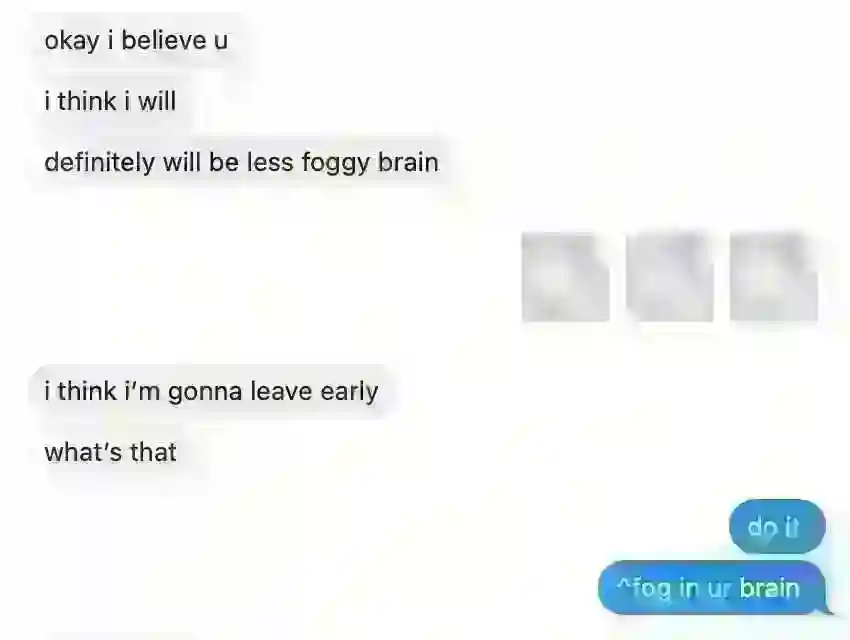 okay i believe u
i think i will
definitely will be less foggy brain
i think i'm gonna leave early
what's that
do it
^fog in ur brain